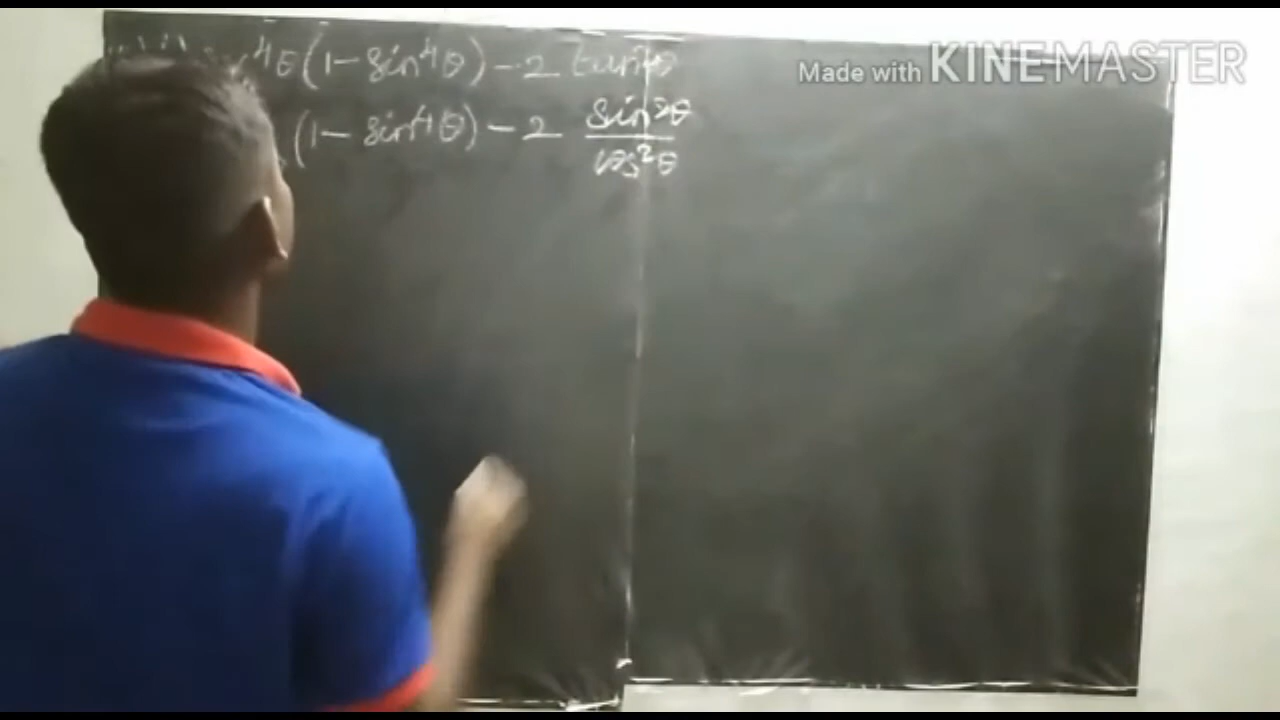 ⁴θ(1-sin⁴θ)-2 tan²θ
(1-sin⁴θ)-2 sin²θ
cos²θ
Made with KINEMASTER